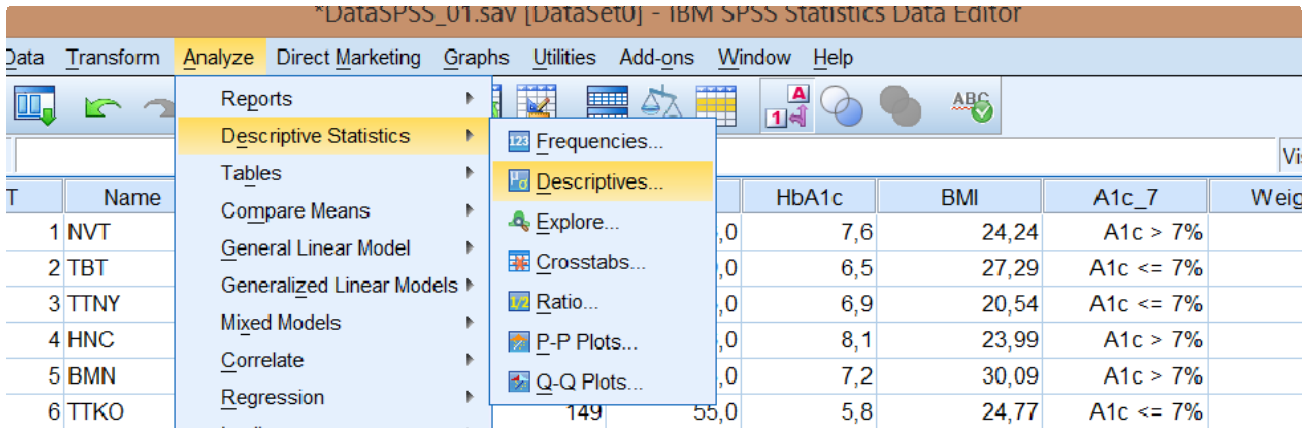 *DataSPSS_01.sav [DataSet0] - IBM SPSS Statistics Data Editor
Data Transform Analyze Direct Marketing Graphs Utilities Add-ons Window Help
Reports
Descriptive Statistics
Tables
Compare Means
General Linear Model
Generalized Linear Models
Mixed Models
Correlate
Regression
A
1
ABC
123 Frequencies...
Descriptives...
Explore...
Crosstabs...
1/2 Ratio...
P-P Plots...
Q-Q Plots...
Name HbA1c BMI A1c_7
1 NVT ,0 7,6 24,24 A1c > 7%
2 TBT ,0 6,5 27,29 A1c <= 7%
3 TTNY ,0 6,9 20,54 A1c <= 7%
4 HNC ,0 8,1 23,99 A1c > 7%
5 BMN ,0 7,2 30,09 A1c > 7%
6 TTKO 149 55,0 5,8 24,77 A1c <= 7%